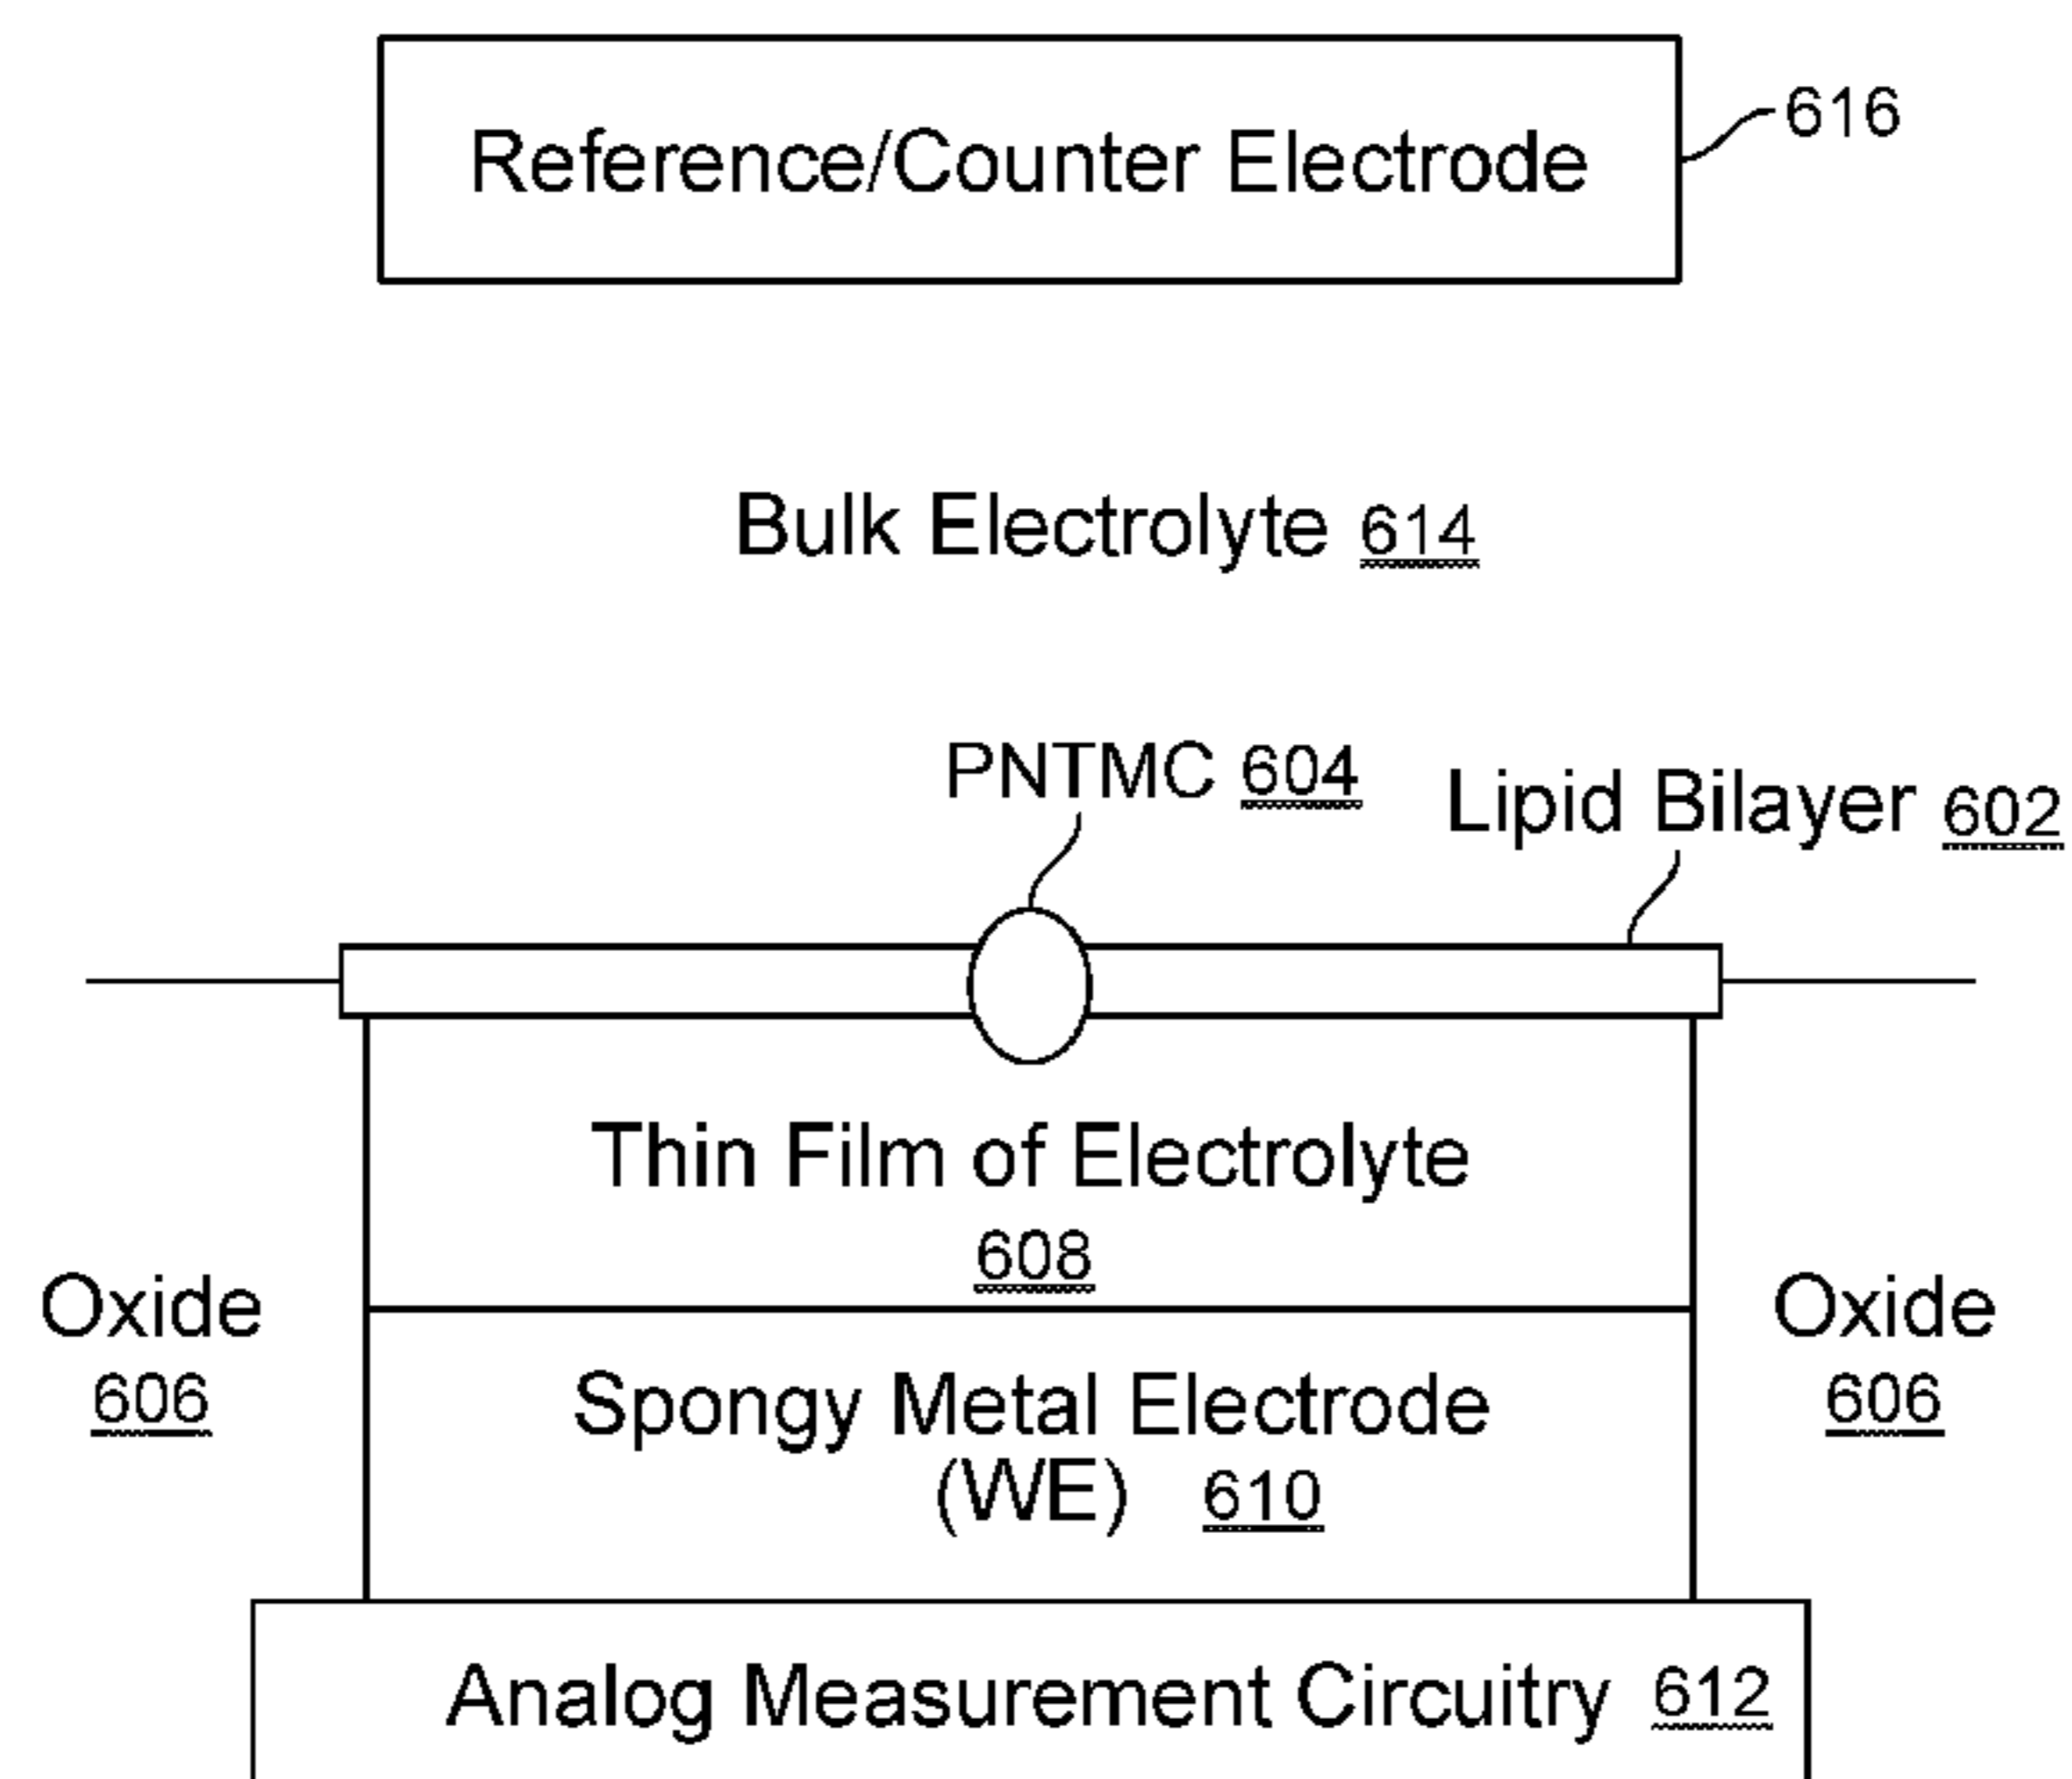 Reference/Counter Electrode
616
Bulk Electrolyte 614
PNTMC 604
Lipid Bilayer 602
Thin Film of Electrolyte
608
Oxide
606
Oxide
606
Spongy Metal Electrode
(WE) 610
Analog Measurement Circuitry 612